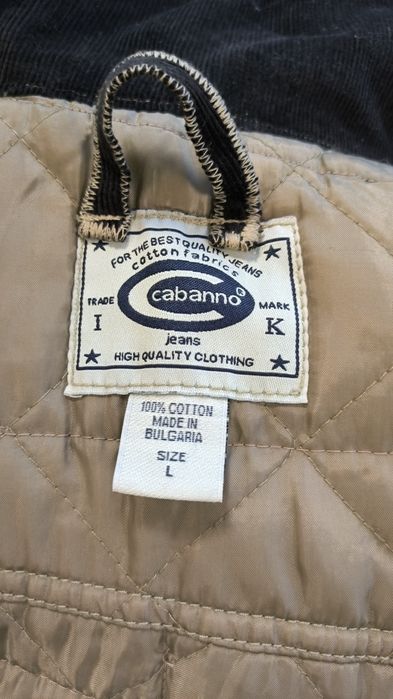 FOR THE BEST QUALITY JEANS
cotton fabrics
cabanno®
TRADE MARK
I K
jeans
HIGH QUALITY CLOTHING
100% COTTON
MADE IN
BULGARIA
SIZE
L